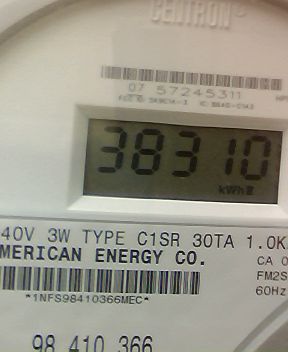 CENTRON
07 57245311
38310
kWh
40V 3W TYPE C1SR 30TA 1.0K
MERICAN ENERGY CO.
CA 0
FM2S
*1NFS98410366MEC*
60Hz
98 410 366